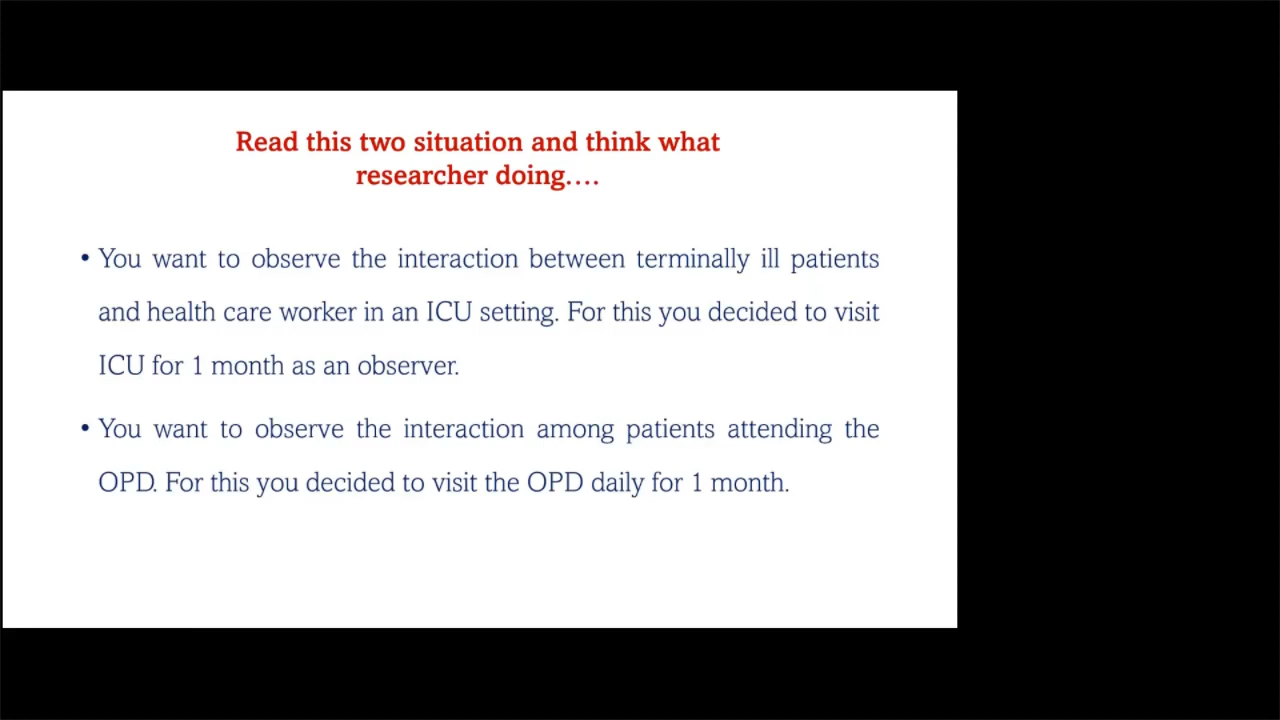 Read this two situation and think what
researcher doing....
• You want to observe the interaction between terminally ill patients
and health care worker in an ICU setting. For this you decided to visit
ICU for 1 month as an observer.
• You want to observe the interaction among patients attending the
OPD. For this you decided to visit the OPD daily for 1 month.